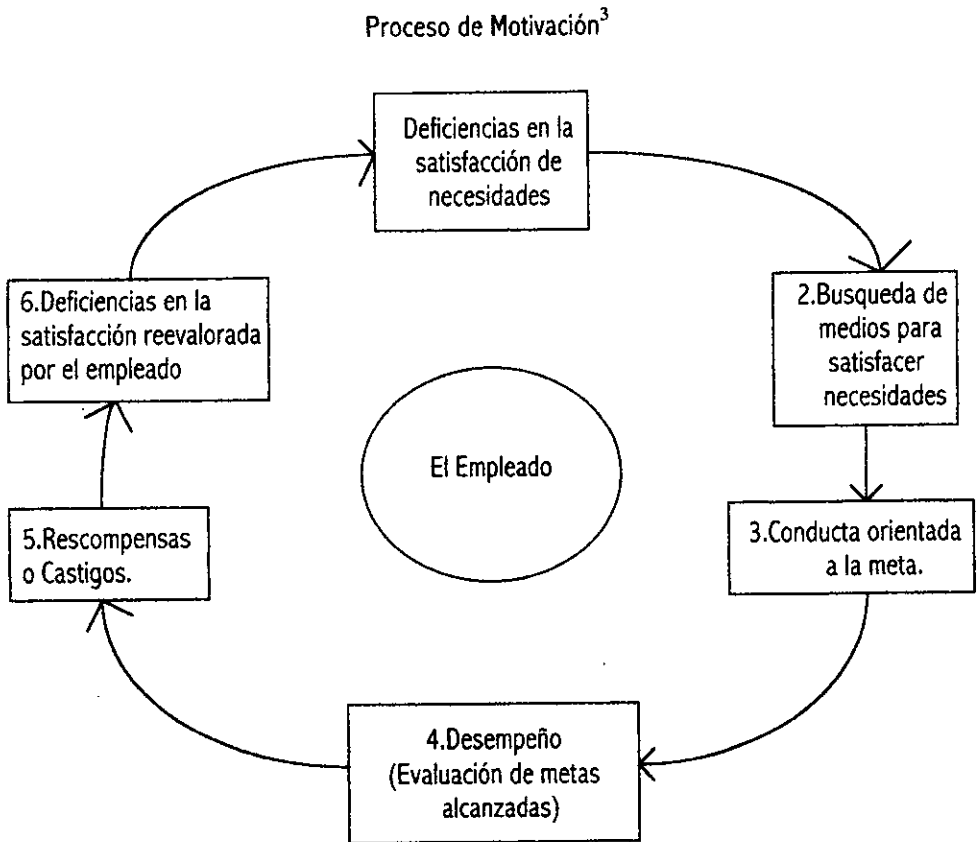 Proceso de Motivación³
Deficiencias en la
satisfacción de
necesidades
2.Busqueda de
medios para
satisfacer
necesidades
3.Conducta orientada
a la meta.
4.Desempeño
(Evaluación de metas
alcanzadas)
5.Rescompensas
o Castigos.
6.Deficiencias en la
satisfacción reevalorada
por el empleado
El Empleado